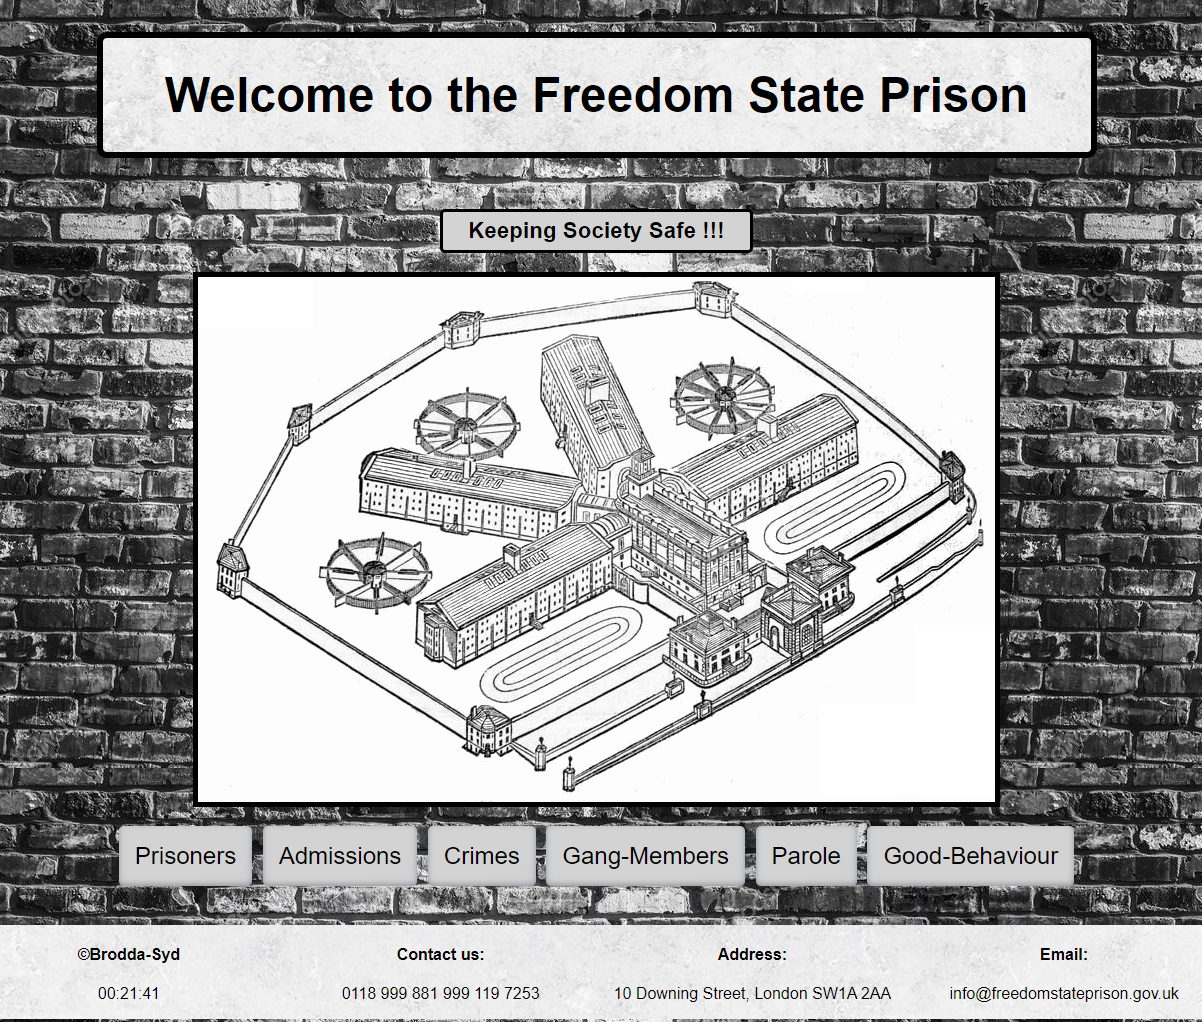 Welcome to the Freedom State Prison
Keeping Society Safe !!!
Prisoners Admissions Crimes Gang-Members Parole Good-Behaviour
©Brodda-Syd Contact us: Address: Email:
00:21:41 0118 999 881 999 119 7253 10 Downing Street, London SW1A 2AA info@freedomstateprison.gov.uk